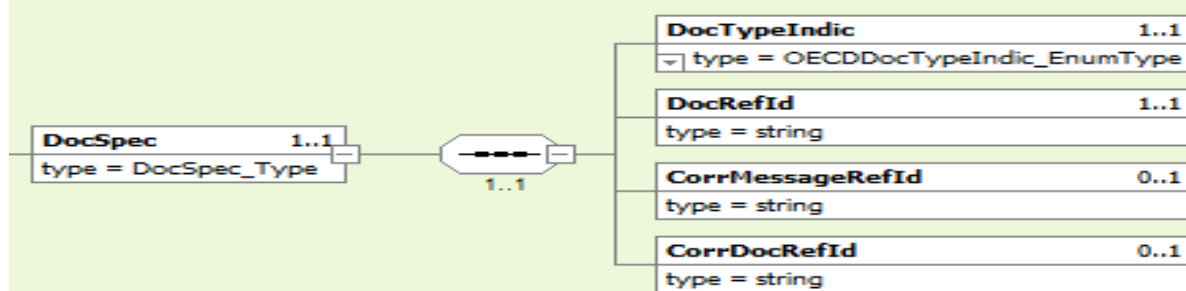 DocTypeIndic 1..1
type = OECDDocTypeIndic_EnumType
DocRefId 1..1
type = string
DocSpec 1..1
type = DocSpec_Type
1..1
CorrMessageRefId 0..1
type = string
CorrDocRefId 0..1
type = string